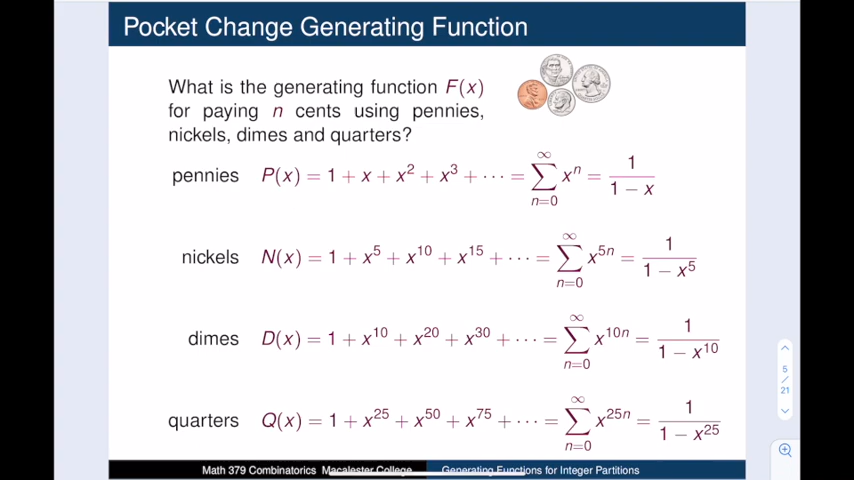 Pocket Change Generating Function
What is the generating function F(x)
for paying n cents using pennies,
nickels, dimes and quarters?
pennies P(x) = 1 + x + x^2 + x^3 + ⋯ = ∑_{n=0}^{∞} x^n = 1/(1 − x)
nickels N(x) = 1 + x^5 + x^10 + x^15 + ⋯ = ∑_{n=0}^{∞} x^{5n} = 1/(1 − x^5)
dimes D(x) = 1 + x^10 + x^20 + x^30 + ⋯ = ∑_{n=0}^{∞} x^{10n} = 1/(1 − x^10)
quarters Q(x) = 1 + x^25 + x^50 + x^75 + ⋯ = ∑_{n=0}^{∞} x^{25n} = 1/(1 − x^25)
5
/
21
Math 379 Combinatorics Macalester College Generating Functions for Integer Partitions